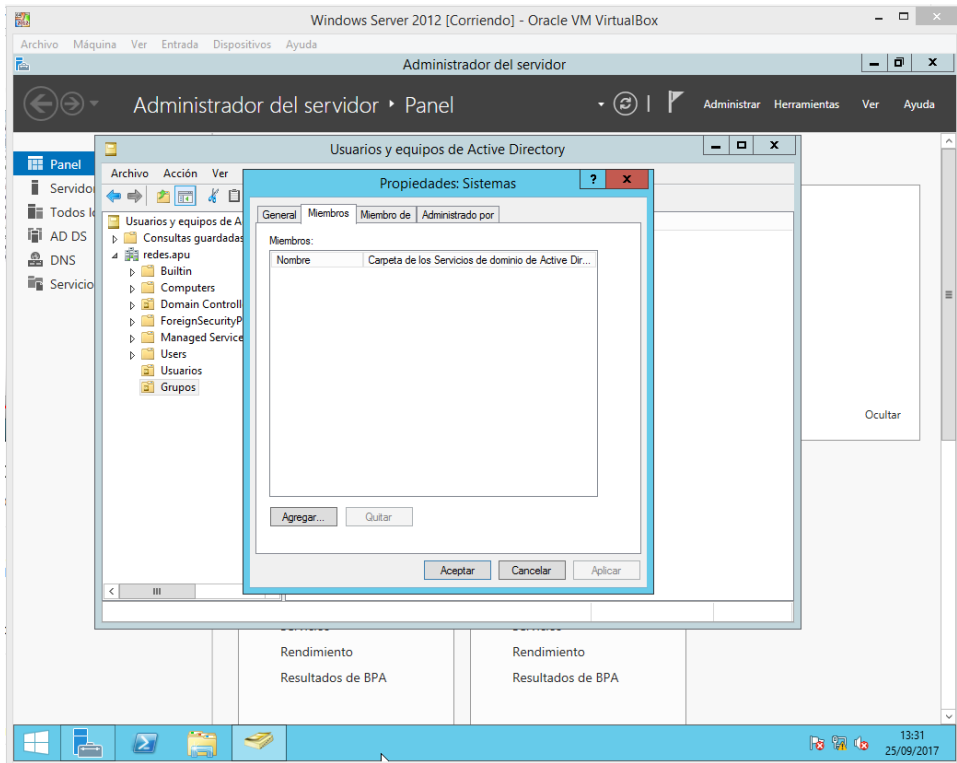 Windows Server 2012 [Corriendo] - Oracle VM VirtualBox
Archivo Máquina Ver Entrada Dispositivos Ayuda
Administrador del servidor
Administrador del servidor ‣ Panel
Administrar Herramientas Ver Ayuda
Usuarios y equipos de Active Directory
Panel
Archivo Acción Ver
Propiedades: Sistemas
Servido
Todos l
AD DS
DNS
Servicio
Usuarios y equipos de A
Consultas guardadas
redes.apu
Builtin
Computers
Domain Controll
ForeignSecurityP
Managed Service
Users
Usuarios
Grupos
General Miembros Miembro de Administrado por
Miembros:
Nombre Carpeta de los Servicios de dominio de Active Dir...
Agregar... Quitar
Aceptar Cancelar Aplicar
Ocultar
Rendimiento Rendimiento
Resultados de BPA Resultados de BPA
13:31
25/09/2017